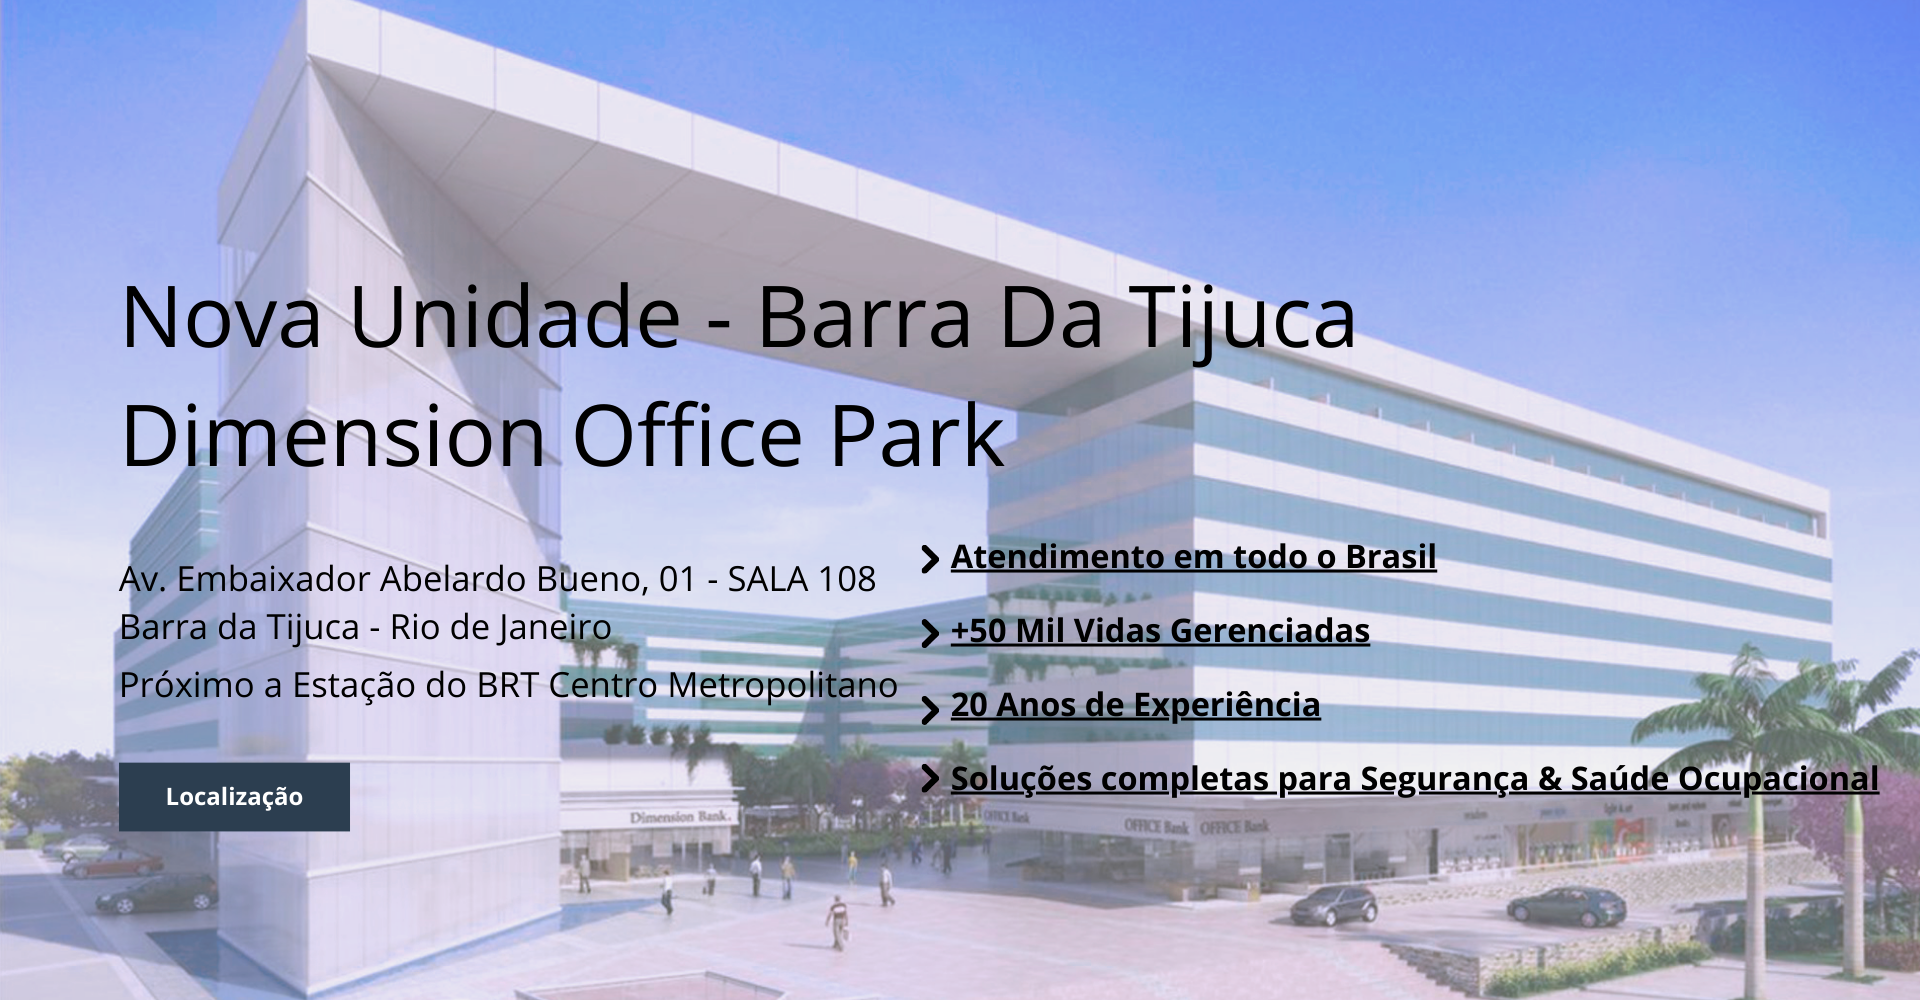 Nova Unidade - Barra Da Tijuca
Dimension Office Park
Av. Embaixador Abelardo Bueno, 01 - SALA 108
Barra da Tijuca - Rio de Janeiro
Próximo a Estação do BRT Centro Metropolitano
Localização
Atendimento em todo o Brasil
+50 Mil Vidas Gerenciadas
20 Anos de Experiência
Soluções completas para Segurança & Saúde Ocupacional
Dimension Bank.
OFFICE Bank
OFFICE Bank
OFFICE Bank